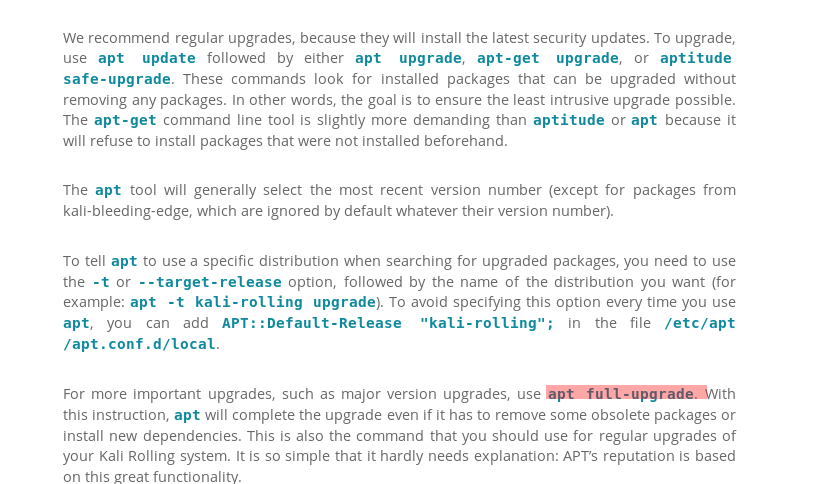 We recommend regular upgrades, because they will install the latest security updates. To upgrade,
use apt update followed by either apt upgrade, apt-get upgrade, or aptitude
safe-upgrade. These commands look for installed packages that can be upgraded without
removing any packages. In other words, the goal is to ensure the least intrusive upgrade possible.
The apt-get command line tool is slightly more demanding than aptitude or apt because it
will refuse to install packages that were not installed beforehand.
The apt tool will generally select the most recent version number (except for packages from
kali-bleeding-edge, which are ignored by default whatever their version number).
To tell apt to use a specific distribution when searching for upgraded packages, you need to use
the -t or --target-release option, followed by the name of the distribution you want (for
example: apt -t kali-rolling upgrade). To avoid specifying this option every time you use
apt, you can add APT::Default-Release "kali-rolling"; in the file /etc/apt
/apt.conf.d/local.
For more important upgrades, such as major version upgrades, use apt full-upgrade. With
this instruction, apt will complete the upgrade even if it has to remove some obsolete packages or
install new dependencies. This is also the command that you should use for regular upgrades of
your Kali Rolling system. It is so simple that it hardly needs explanation: APT’s reputation is based
on this great functionality.